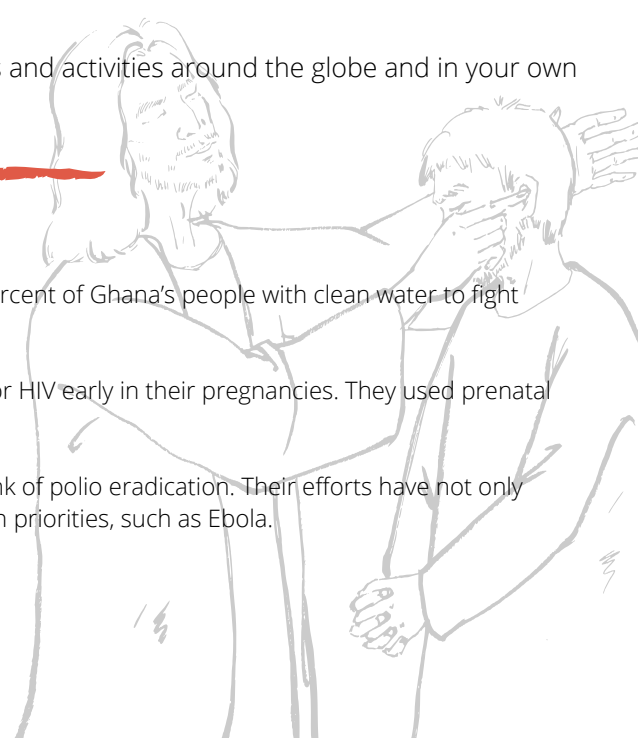 and activities around the globe and in your own
of Ghana’s people with clean water to fight
HIV early in their pregnancies. They used prenatal
of polio eradication. Their efforts have not only
priorities, such as Ebola.